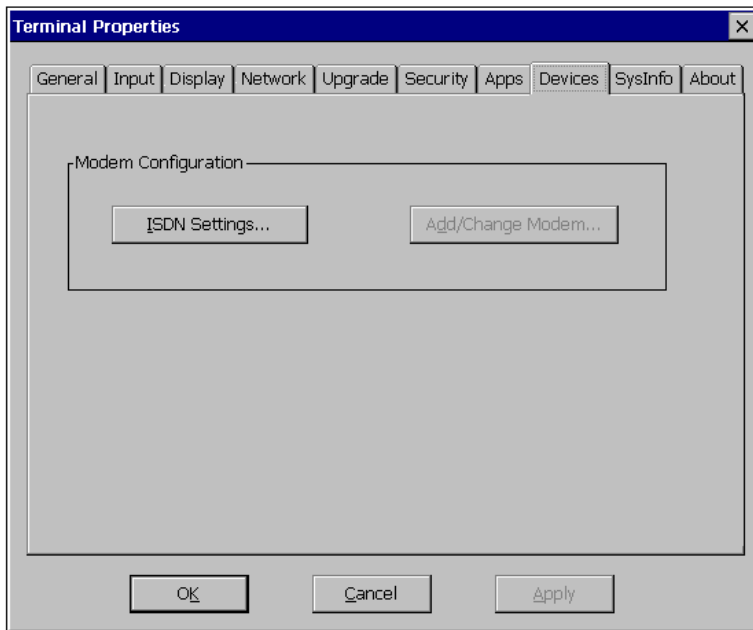 Terminal Properties
General Input Display Network Upgrade Security Apps Devices SysInfo About
Modem Configuration
ISDN Settings... Add/Change Modem...
OK Cancel Apply